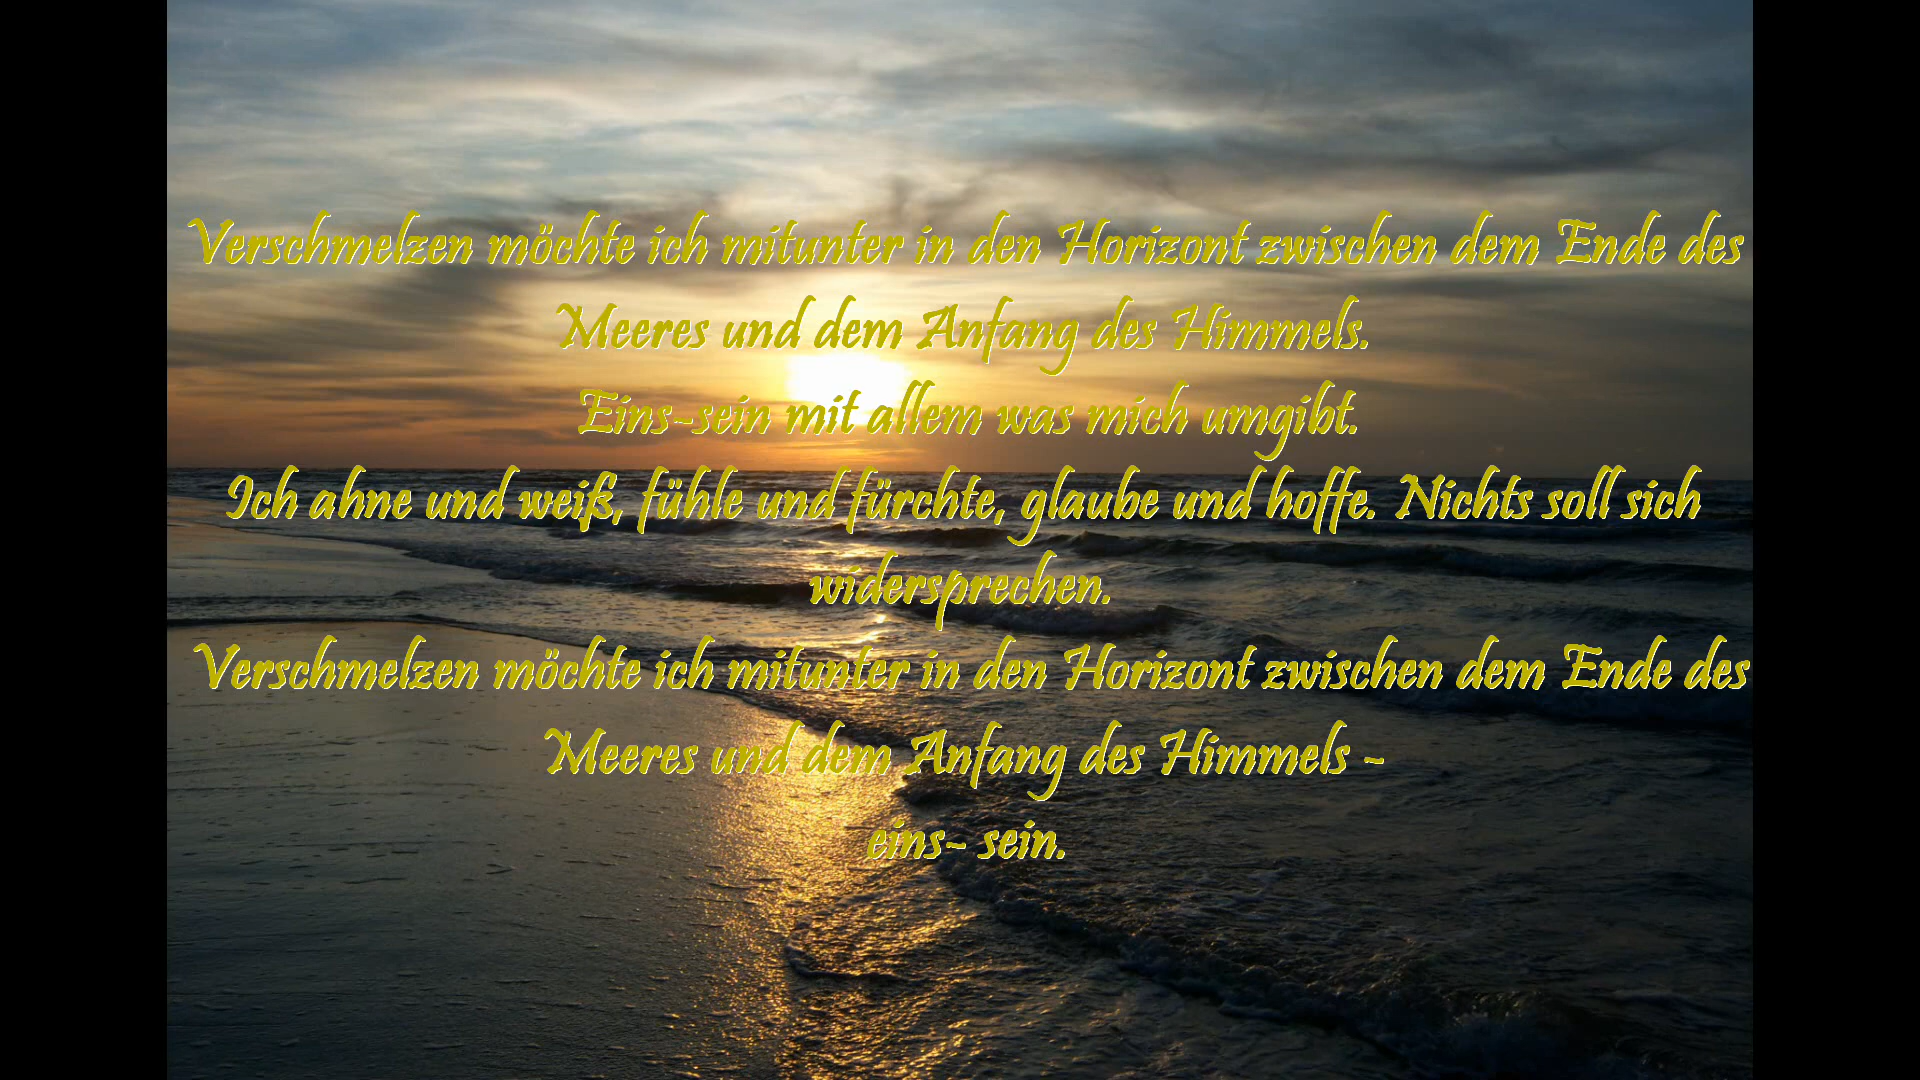 Verschmelzen möchte ich mitunter in den Horizont zwischen dem Ende des
Meeres und dem Anfang des Himmels.
Eins-sein mit allem was mich umgibt.
Ich ahne und weiß, fühle und fürchte, glaube und hoffe. Nichts soll sich
widersprechen.
Verschmelzen möchte ich mitunter in den Horizont zwischen dem Ende des
Meeres und dem Anfang des Himmels -
eins- sein.